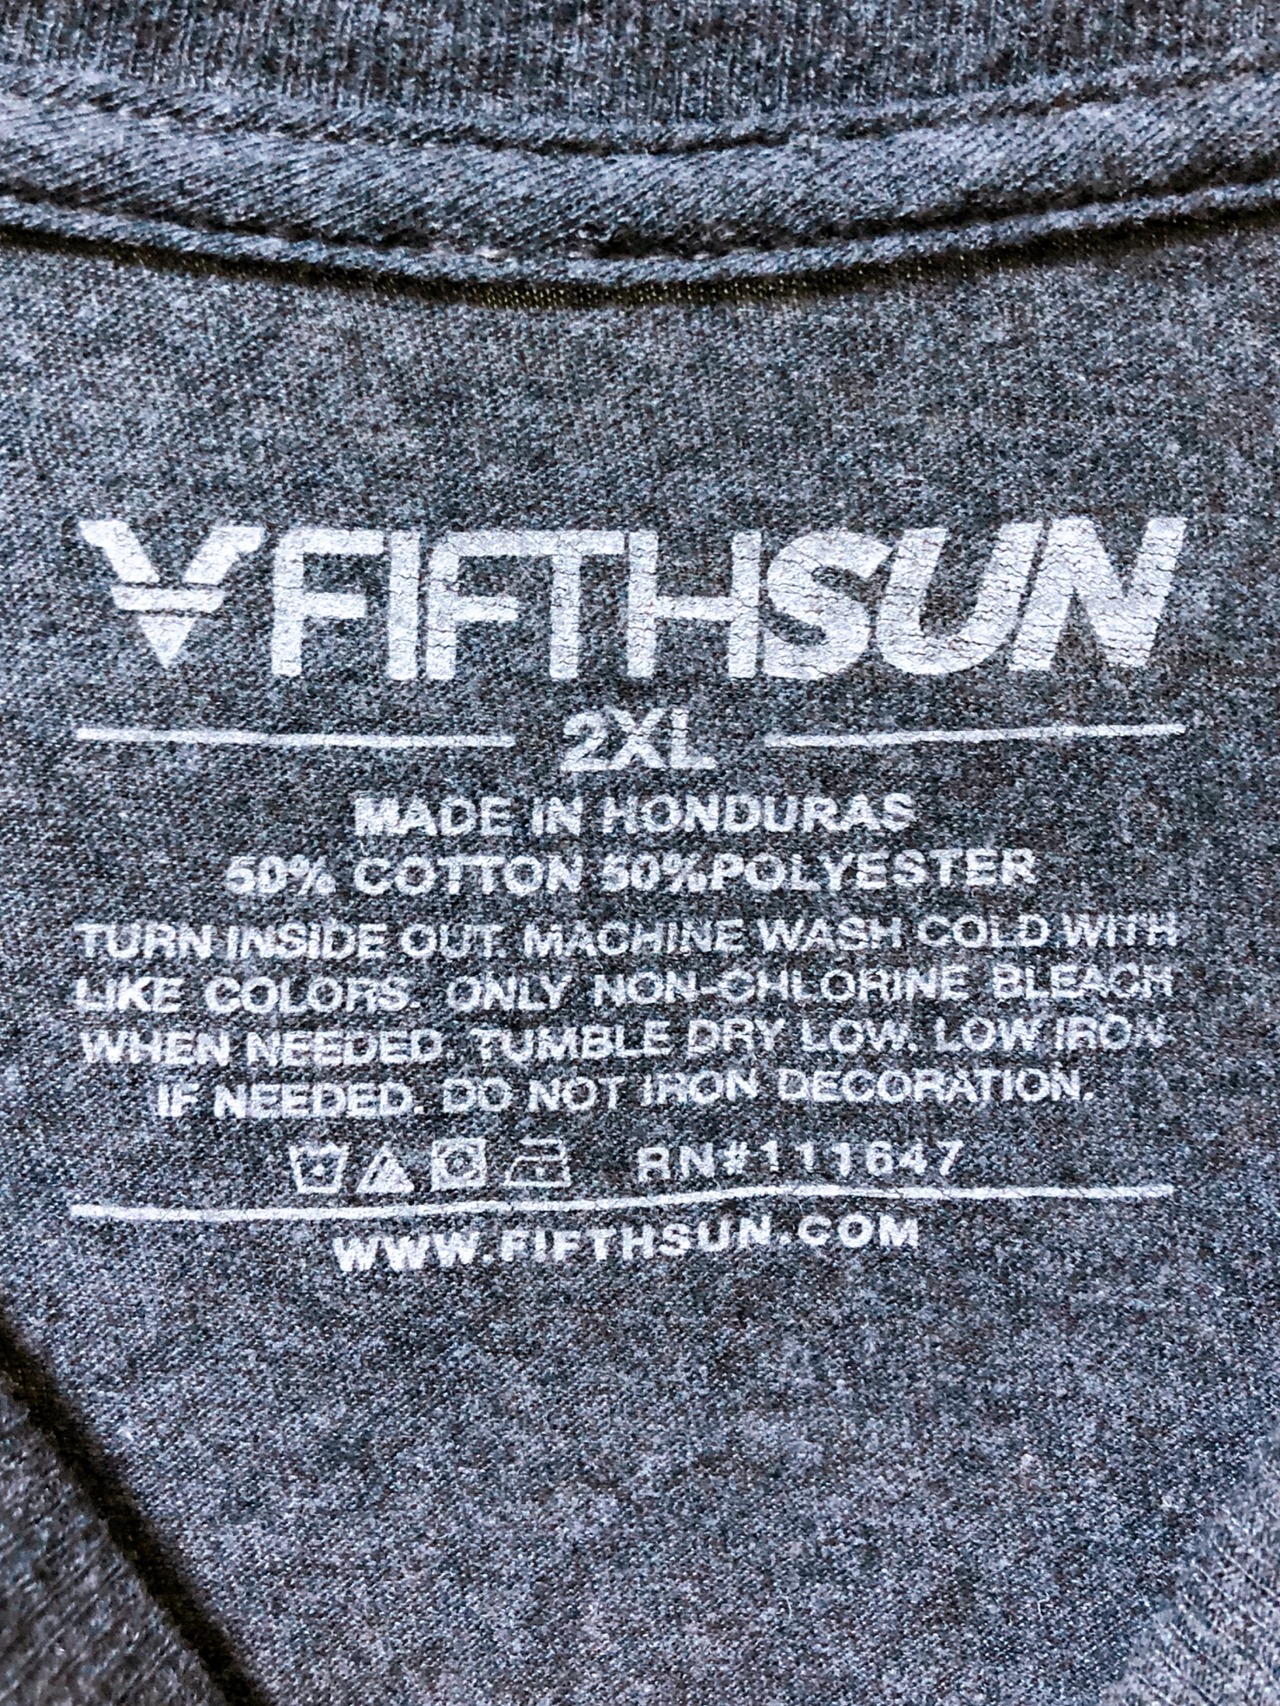 FIFTHSUN
2XL
MADE IN HONDURAS
50% COTTON 50%POLYESTER
TURN INSIDE OUT. MACHINE WASH COLD WITH
LIKE COLORS. ONLY NON-CHLORINE BLEACH
WHEN NEEDED. TUMBLE DRY LOW. LOW IRON
IF NEEDED. DO NOT IRON DECORATION.
RN#111647
WWW.FIFTHSUN.COM